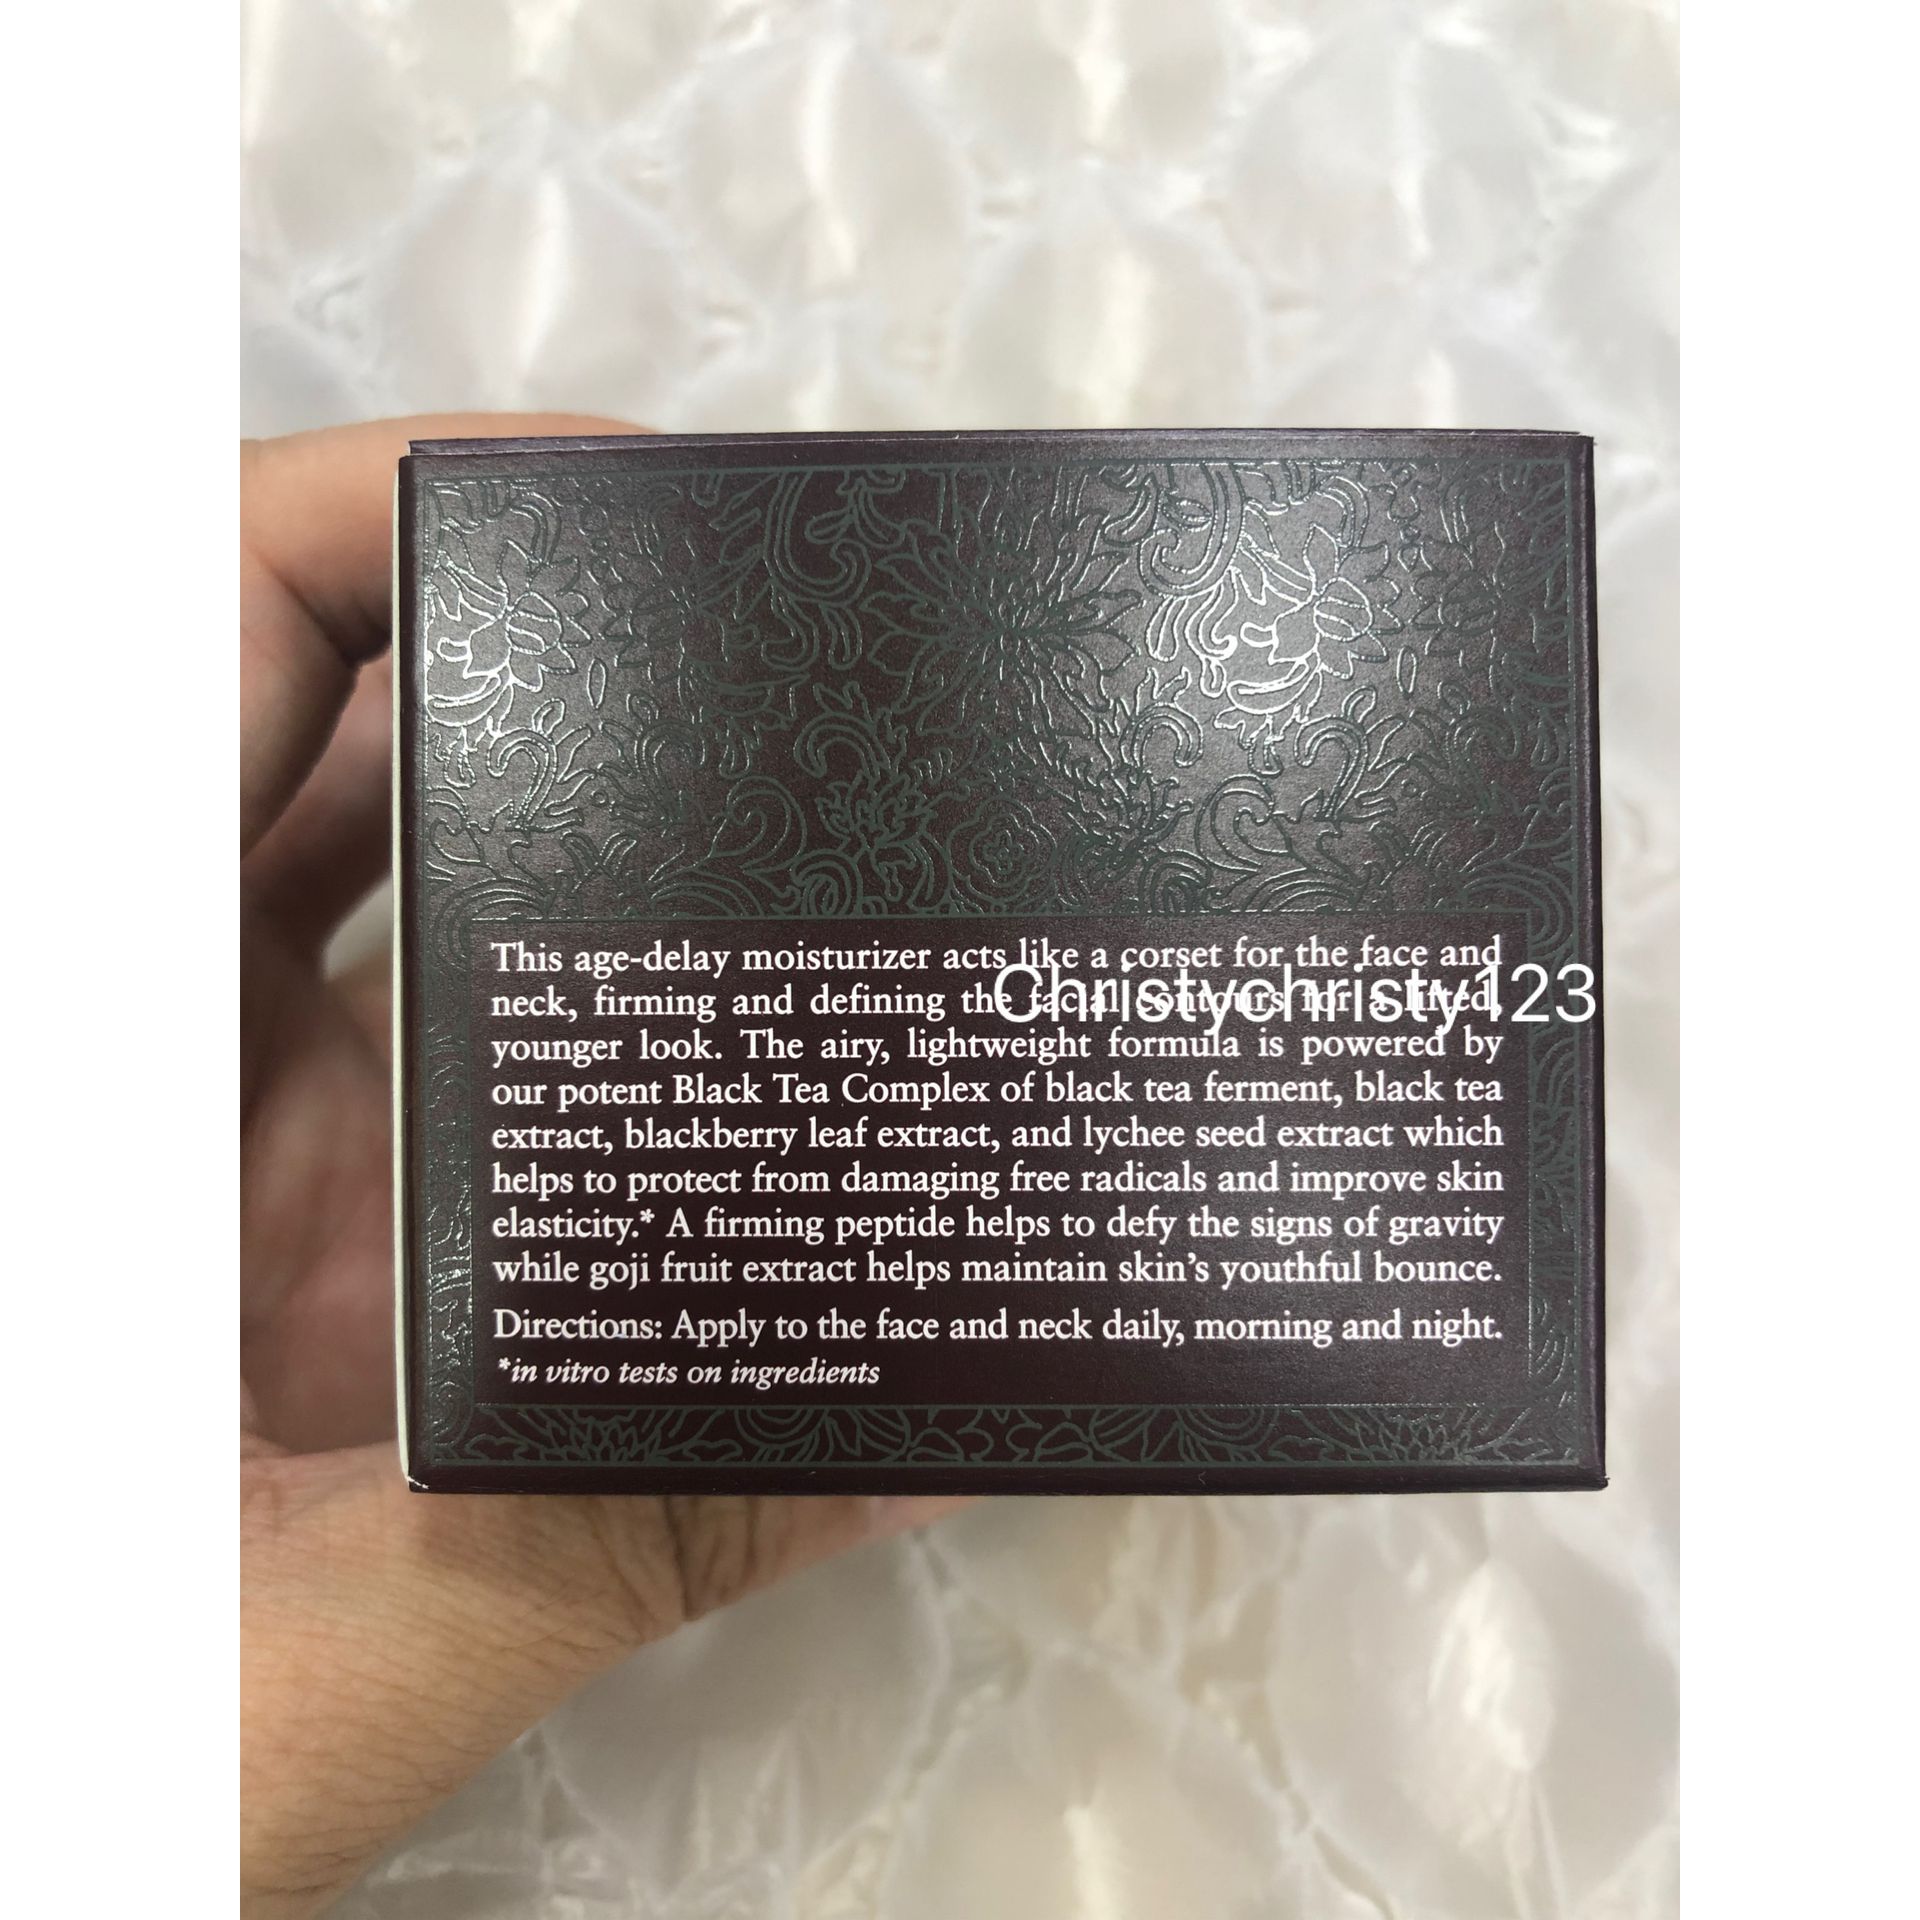 This age-delay moisturizer acts like a corset for the face and
neck, firming and defining the facial contours for a lifted,
Christychristy123
younger look. The airy, lightweight formula is powered by
our potent Black Tea Complex of black tea ferment, black tea
extract, blackberry leaf extract, and lychee seed extract which
helps to protect from damaging free radicals and improve skin
elasticity.* A firming peptide helps to defy the signs of gravity
while goji fruit extract helps maintain skin’s youthful bounce.
Directions: Apply to the face and neck daily, morning and night.
*in vitro tests on ingredients